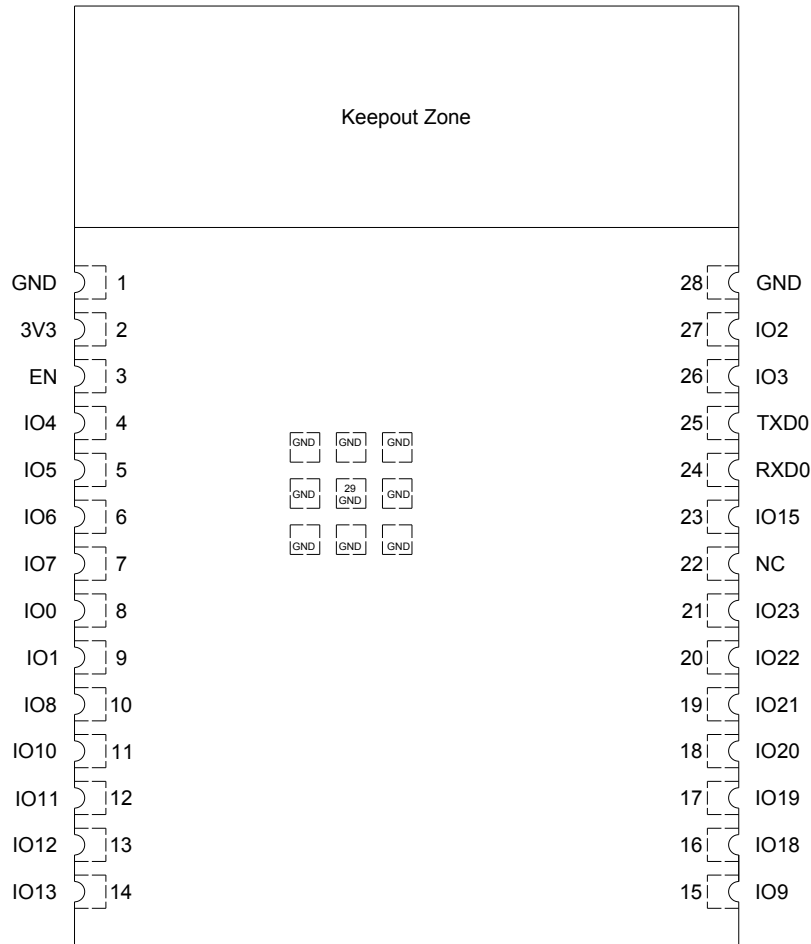 Keepout Zone
GND 1 28 GND
3V3 2 27 IO2
EN 3 26 IO3
IO4 4 25 TXD0
GND GND GND
IO5 5 24 RXD0
GND 29 GND GND
IO6 6 23 IO15
GND GND GND
IO7 7 22 NC
IO0 8 21 IO23
IO1 9 20 IO22
IO8 10 19 IO21
IO10 11 18 IO20
IO11 12 17 IO19
IO12 13 16 IO18
IO13 14 15 IO9